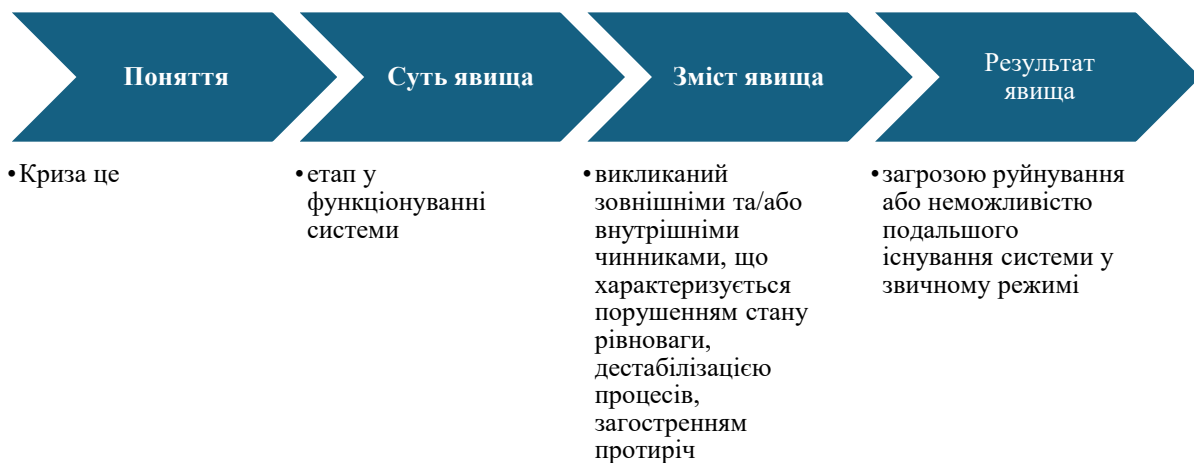 Поняття
Суть явища
Зміст явища
Результат
явища
•Криза це
•етап у
функціонуванні
системи
•викликаний
зовнішніми та/або
внутрішніми
чинниками, що
характеризується
порушенням стану
рівноваги,
дестабілізацією
процесів,
загостренням
протиріч
•загрозою руйнування
або неможливістю
подальшого
існування системи у
звичному режимі